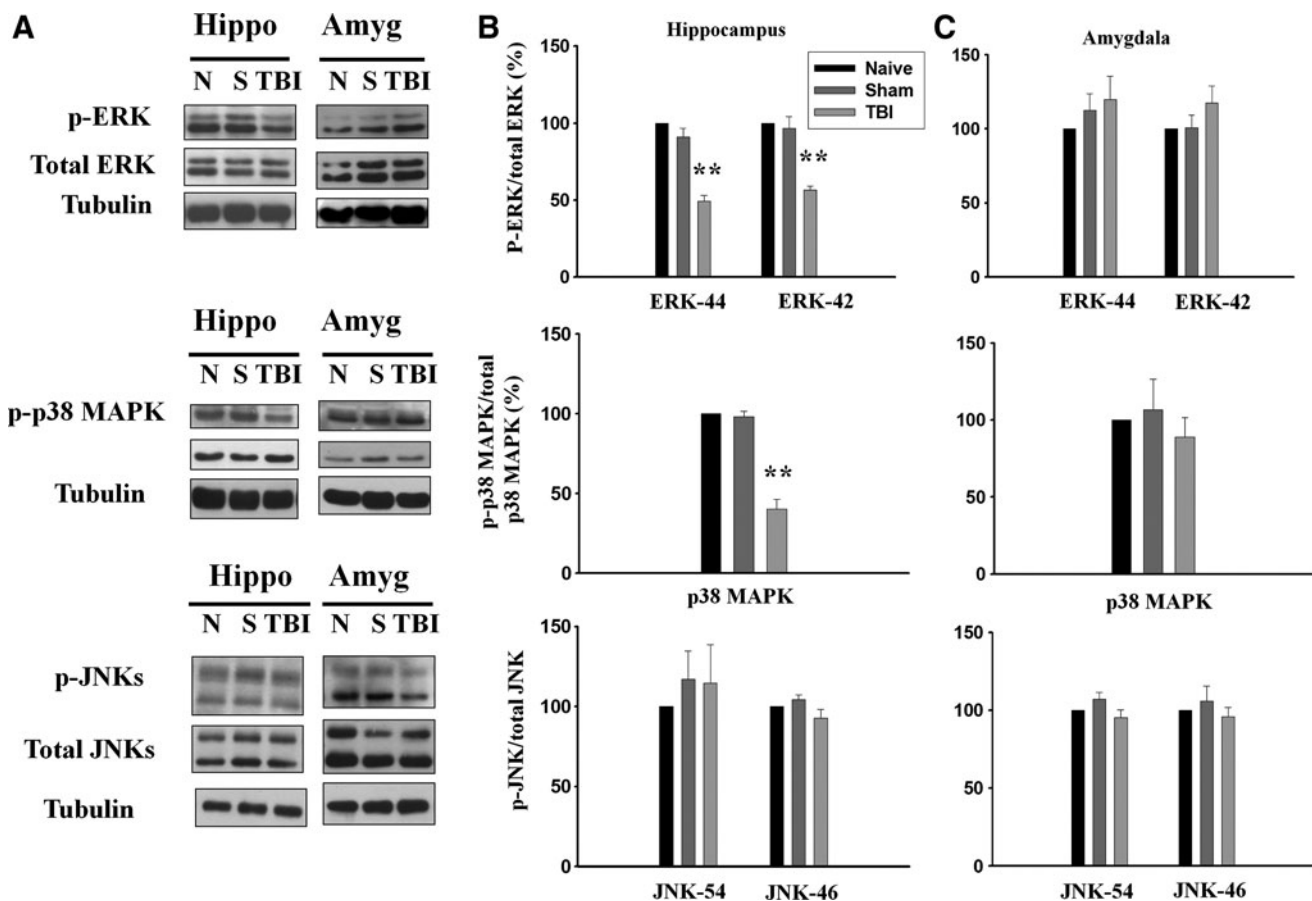 A
Hippo Amyg
N S TBI N S TBI
p-ERK
Total ERK
Tubulin
Hippo Amyg
N S TBI N S TBI
p-p38 MAPK
Tubulin
Hippo Amyg
N S TBI N S TBI
p-JNKs
Total JNKs
Tubulin
B
Hippocampus
Naive
Sham
TBI
P-ERK/total ERK (%)
150
100
50
0
** **
ERK-44 ERK-42
p-p38 MAPK/total
p38 MAPK (%)
150
100
50
0
**
p38 MAPK
p-JNK/total JNK
150
100
50
0
JNK-54 JNK-46
C
Amygdala
150
100
50
0
ERK-44 ERK-42
150
100
50
0
p38 MAPK
150
100
50
0
JNK-54 JNK-46